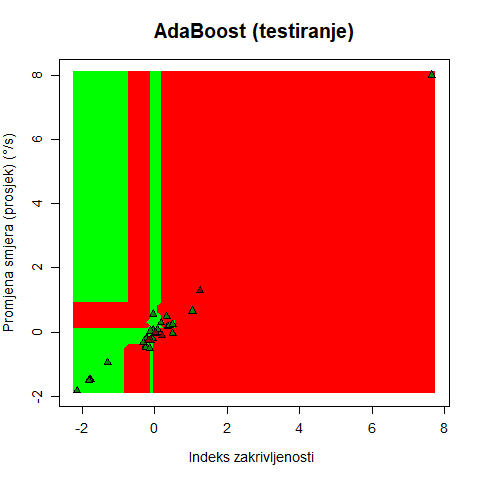 AdaBoost (testiranje)
Promjena smjera (prosjek) (°/s)
8
6
4
2
0
-2
-2 0 2 4 6 8
Indeks zakrivljenosti